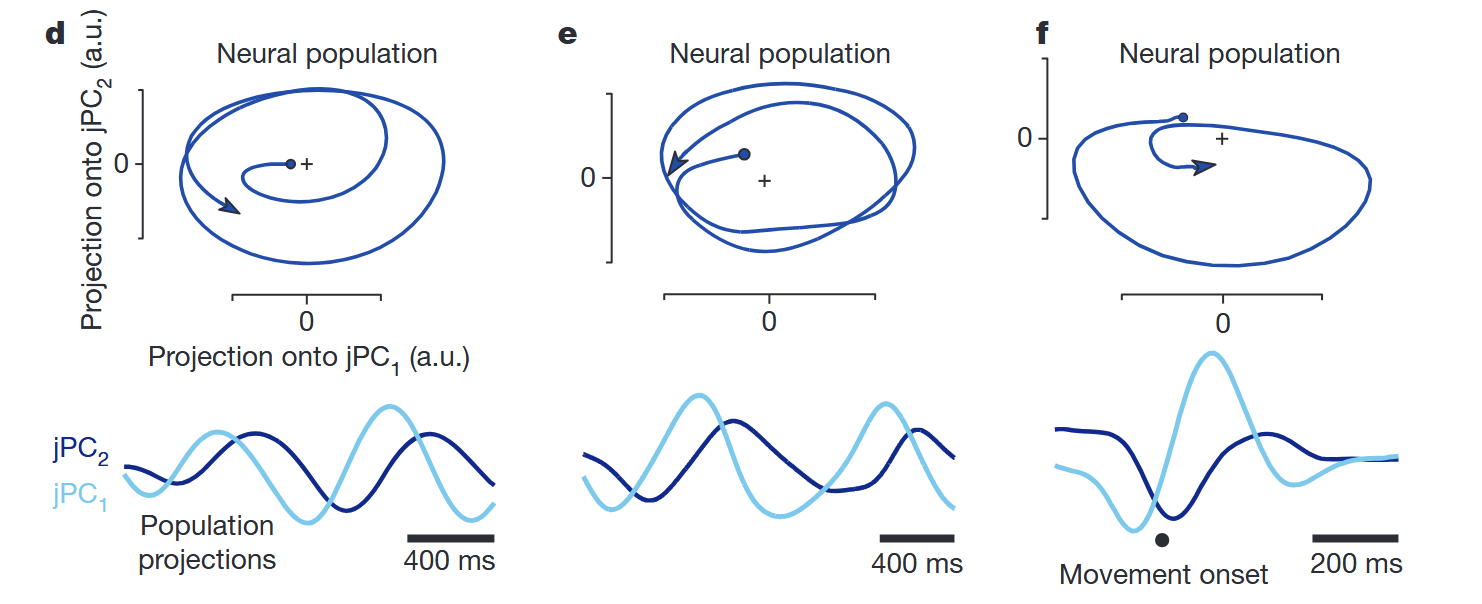 d
Neural population
Projection onto jPC2 (a.u.)
0
0
Projection onto jPC1 (a.u.)
jPC2
jPC1
Population
projections
400 ms
e
Neural population
0
0
400 ms
f
Neural population
0
0
Movement onset
200 ms